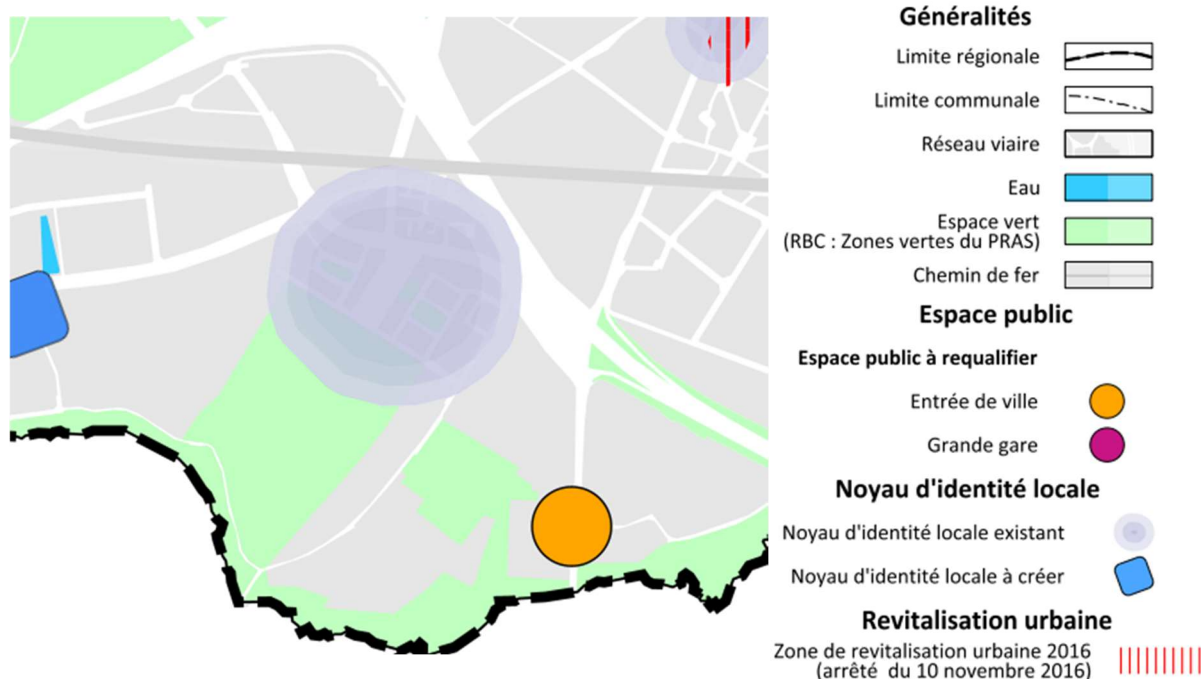 Généralités
Limite régionale
Limite communale
Réseau viaire
Eau
Espace vert
(RBC : Zones vertes du PRAS)
Chemin de fer
Espace public
Espace public à requalifier
Entrée de ville
Grande gare
Noyau d'identité locale
Noyau d'identité locale existant
Noyau d'identité locale à créer
Revitalisation urbaine
Zone de revitalisation urbaine 2016
(arrêté du 10 novembre 2016)